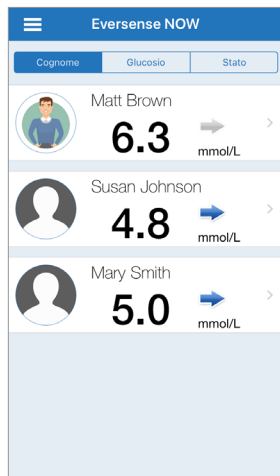 Eversense NOW
Cognome Glucosio Stato
Matt Brown
6.3 mmol/L
Susan Johnson
4.8 mmol/L
Mary Smith
5.0 mmol/L